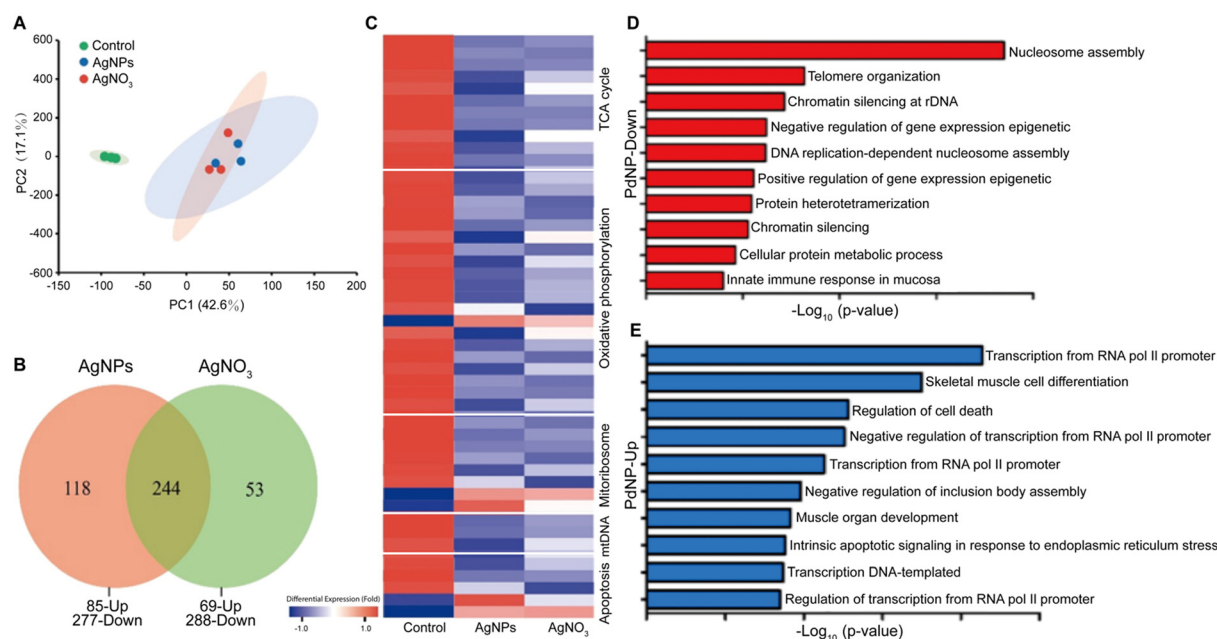 A
600
400
200
0
-200
-400
-600
PC2 (17.1%)
Control
AgNPs
AgNO3
-150 -100 -50 0 50 100 150 200
PC1 (42.6%)
B
AgNPs AgNO3
118 244 53
85-Up 69-Up
277-Down 288-Down
C
TCA cycle
Oxidative phosphorylation
Mitoribosome
mtDNA
Apoptosis
Differential Expression (Fold)
-1.0 1.0
Control AgNPs AgNO3
D
PdNP-Down
Nucleosome assembly
Telomere organization
Chromatin silencing at rDNA
Negative regulation of gene expression epigenetic
DNA replication-dependent nucleosome assembly
Positive regulation of gene expression epigenetic
Protein heterotetramerization
Chromatin silencing
Cellular protein metabolic process
Innate immune response in mucosa
-Log10 (p-value)
E
PdNP-Up
Transcription from RNA pol II promoter
Skeletal muscle cell differentiation
Regulation of cell death
Negative regulation of transcription from RNA pol II promoter
Transcription from RNA pol II promoter
Negative regulation of inclusion body assembly
Muscle organ development
Intrinsic apoptotic signaling in response to endoplasmic reticulum stress
Transcription DNA-templated
Regulation of transcription from RNA pol II promoter
-Log10 (p-value)